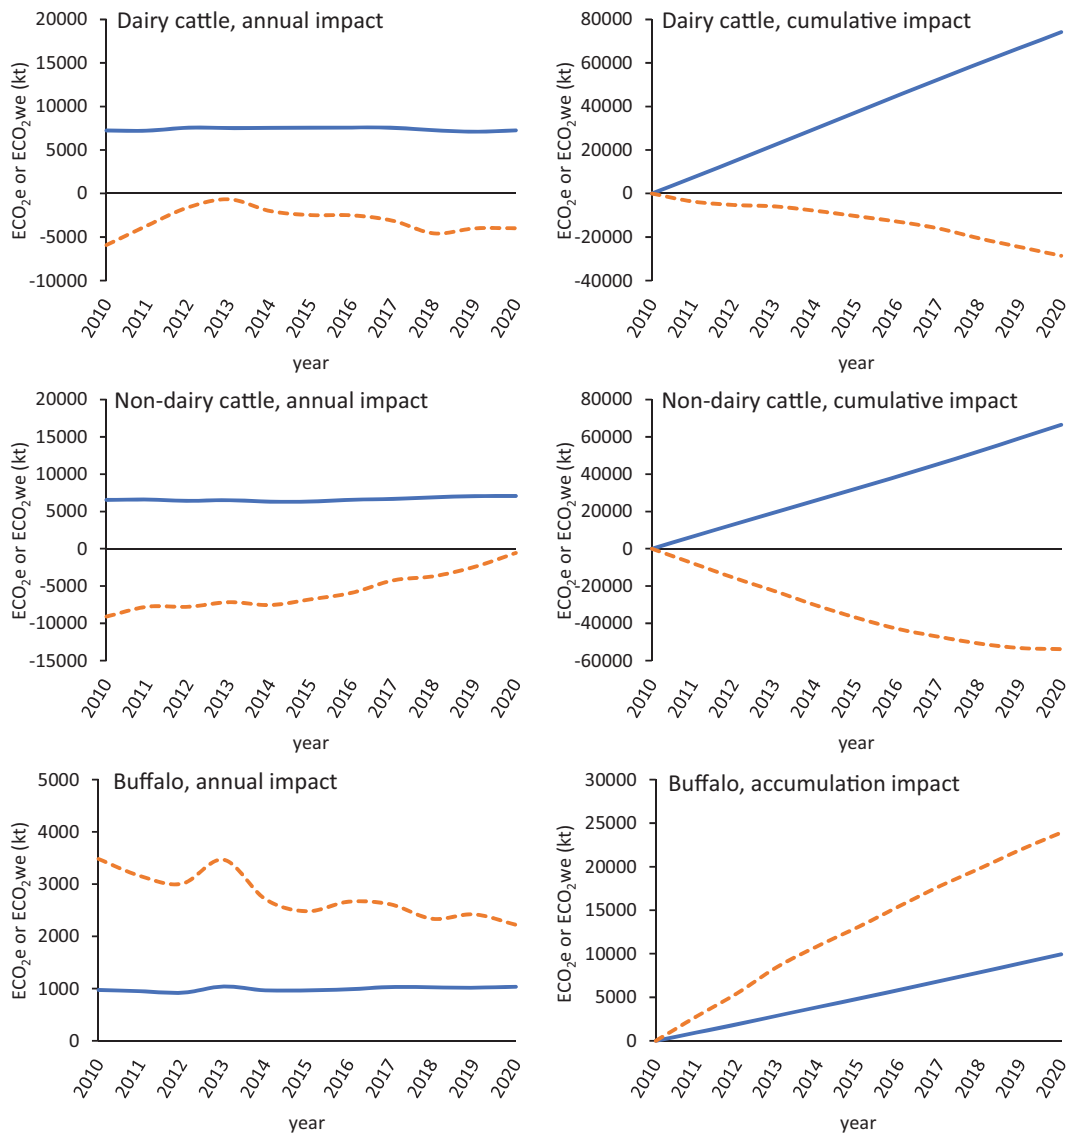 Dairy cattle, annual impact
20000
15000
10000
5000
0
-5000
-10000
ECO₂e or ECO₂we (kt)
2010 2011 2012 2013 2014 2015 2016 2017 2018 2019 2020
year
Dairy cattle, cumulative impact
80000
60000
40000
20000
0
-20000
-40000
ECO₂e or ECO₂we (kt)
2010 2011 2012 2013 2014 2015 2016 2017 2018 2019 2020
year
Non-dairy cattle, annual impact
20000
15000
10000
5000
0
-5000
-10000
-15000
ECO₂e or ECO₂we (kt)
2010 2011 2012 2013 2014 2015 2016 2017 2018 2019 2020
year
Non-dairy cattle, cumulative impact
80000
60000
40000
20000
0
-20000
-40000
-60000
ECO₂e or ECO₂we (kt)
2010 2011 2012 2013 2014 2015 2016 2017 2018 2019 2020
year
Buffalo, annual impact
5000
4000
3000
2000
1000
0
ECO₂e or ECO₂we (kt)
2010 2011 2012 2013 2014 2015 2016 2017 2018 2019 2020
year
Buffalo, accumulation impact
30000
25000
20000
15000
10000
5000
0
ECO₂e or ECO₂we (kt)
2010 2011 2012 2013 2014 2015 2016 2017 2018 2019 2020
year